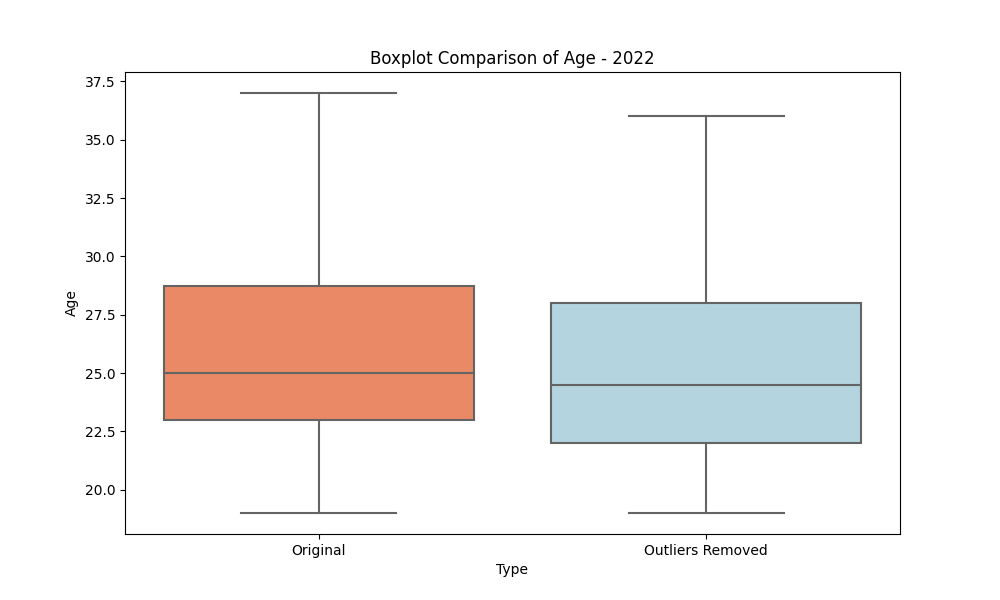 Boxplot Comparison of Age - 2022
37.5
35.0
32.5
30.0
27.5
25.0
22.5
20.0
Age
Original
Outliers Removed
Type